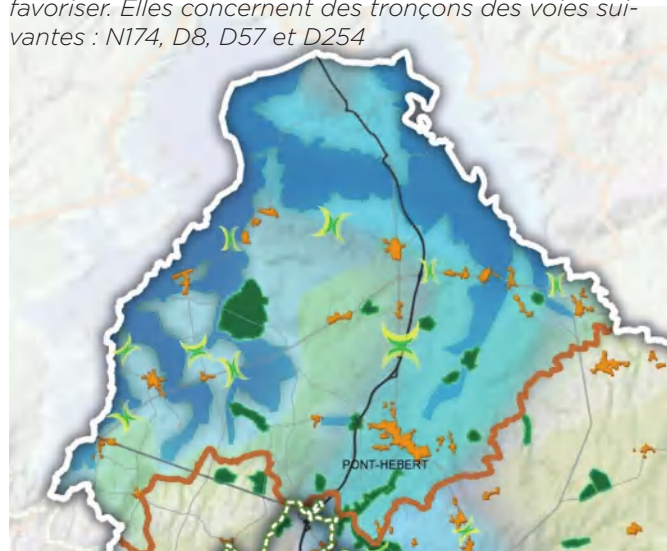 favoriser. Elles concernent des tronçons des voies sui-
vantes : N174, D8, D57 et D254
PONT-HEBERT